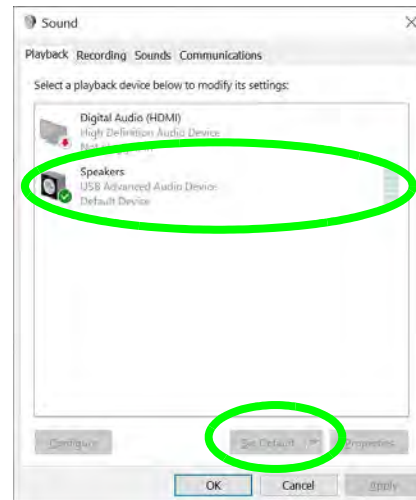 Sound
Playback Recording Sounds Communications
Select a playback device below to modify its settings:
Digital Audio (HDMI)
High Definition Audio Device
Speakers
USB Advanced Audio Device
Default Device
Configure Set Default Properties
OK Cancel Apply